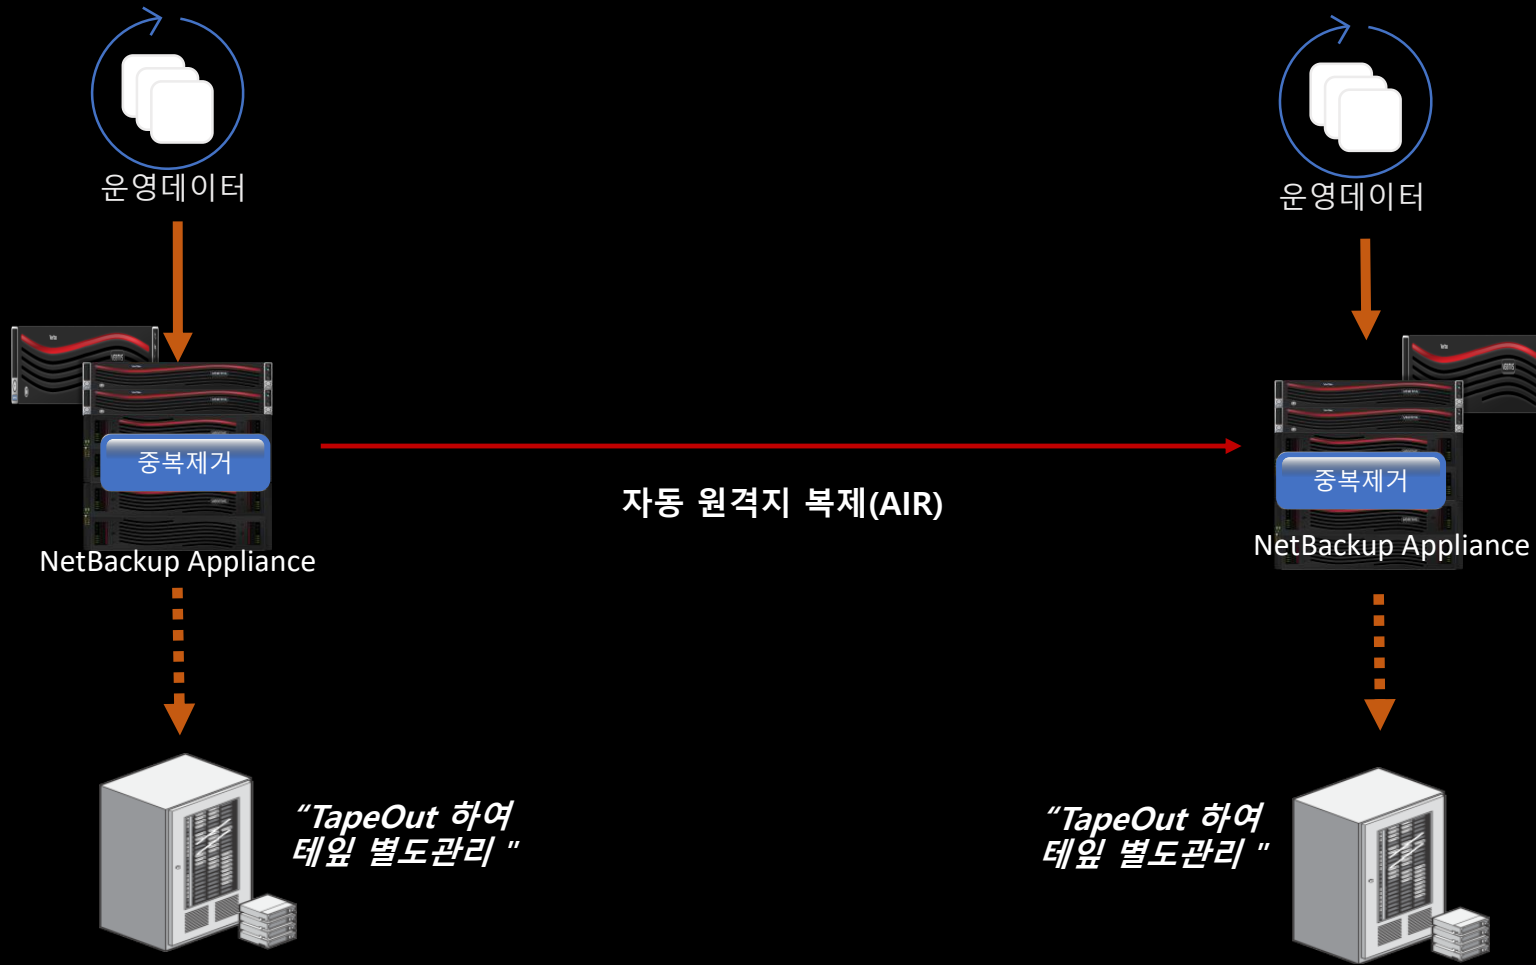 운영데이터
운영데이터
중복제거
중복제거
자동 원격지 복제(AIR)
NetBackup Appliance
NetBackup Appliance
“TapeOut 하여
테잎 별도관리 "
“TapeOut 하여
테잎 별도관리 "